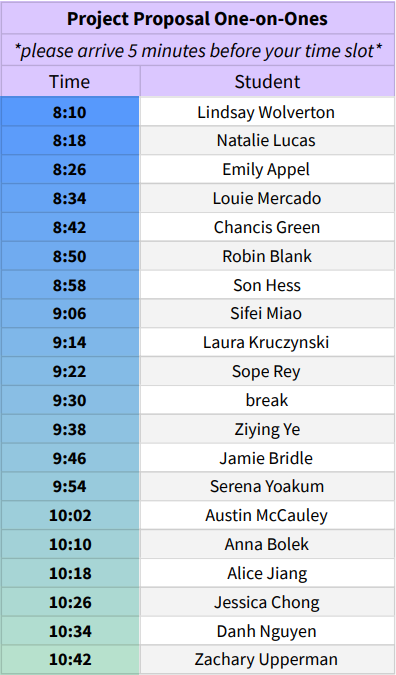 Project Proposal One-on-Ones
*please arrive 5 minutes before your time slot*
Time Student
8:10 Lindsay Wolverton
8:18 Natalie Lucas
8:26 Emily Appel
8:34 Louie Mercado
8:42 Chancis Green
8:50 Robin Blank
8:58 Son Hess
9:06 Sifei Miao
9:14 Laura Kruczynski
9:22 Sope Rey
9:30 break
9:38 Ziying Ye
9:46 Jamie Bridle
9:54 Serena Yoakum
10:02 Austin McCauley
10:10 Anna Bolek
10:18 Alice Jiang
10:26 Jessica Chong
10:34 Danh Nguyen
10:42 Zachary Upperman